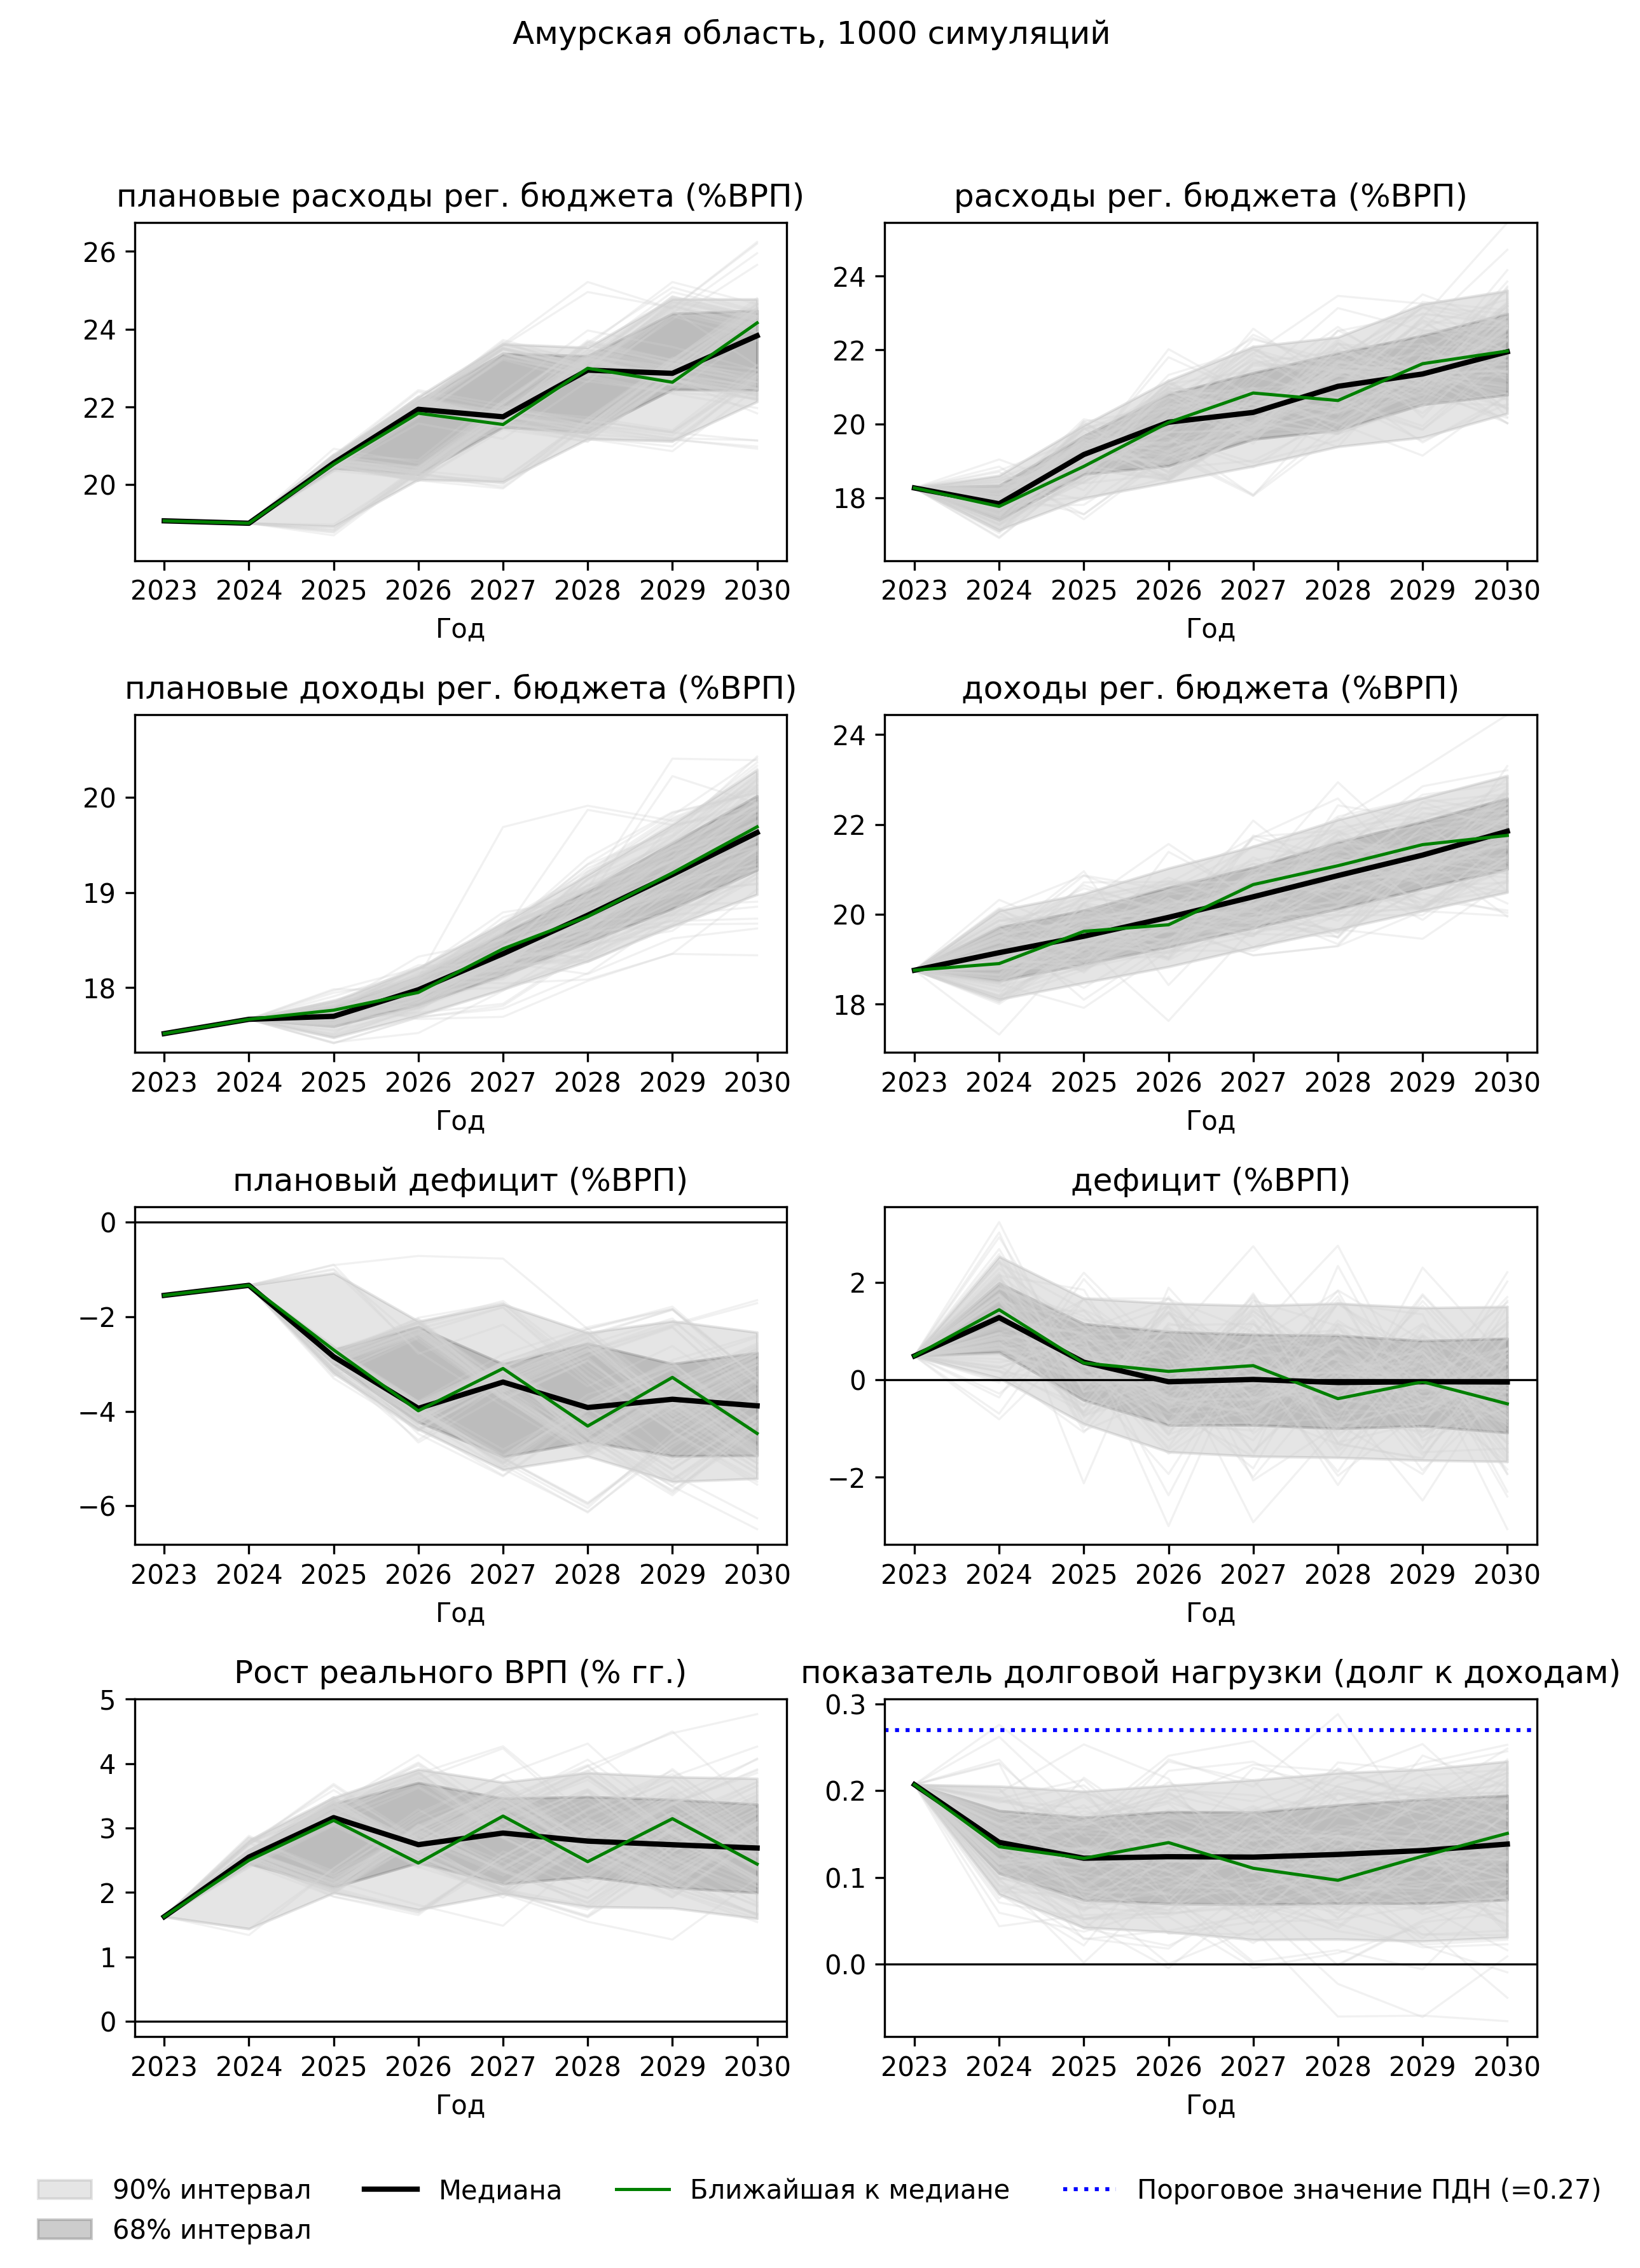 Амурская область, 1000 симуляций
плановые расходы рег. бюджета (%ВРП)
26
24
22
20
2023 2024 2025 2026 2027 2028 2029 2030
Год
расходы рег. бюджета (%ВРП)
24
22
20
18
2023 2024 2025 2026 2027 2028 2029 2030
Год
плановые доходы рег. бюджета (%ВРП)
20
19
18
2023 2024 2025 2026 2027 2028 2029 2030
Год
доходы рег. бюджета (%ВРП)
24
22
20
18
2023 2024 2025 2026 2027 2028 2029 2030
Год
плановый дефицит (%ВРП)
0
−2
−4
−6
2023 2024 2025 2026 2027 2028 2029 2030
Год
дефицит (%ВРП)
2
0
−2
2023 2024 2025 2026 2027 2028 2029 2030
Год
Рост реального ВРП (% гг.)
5
4
3
2
1
0
2023 2024 2025 2026 2027 2028 2029 2030
Год
показатель долговой нагрузки (долг к доходам)
0.3
0.2
0.1
0.0
2023 2024 2025 2026 2027 2028 2029 2030
Год
90% интервал
68% интервал
Медиана
Ближайшая к медиане
Пороговое значение ПДН (=0.27)